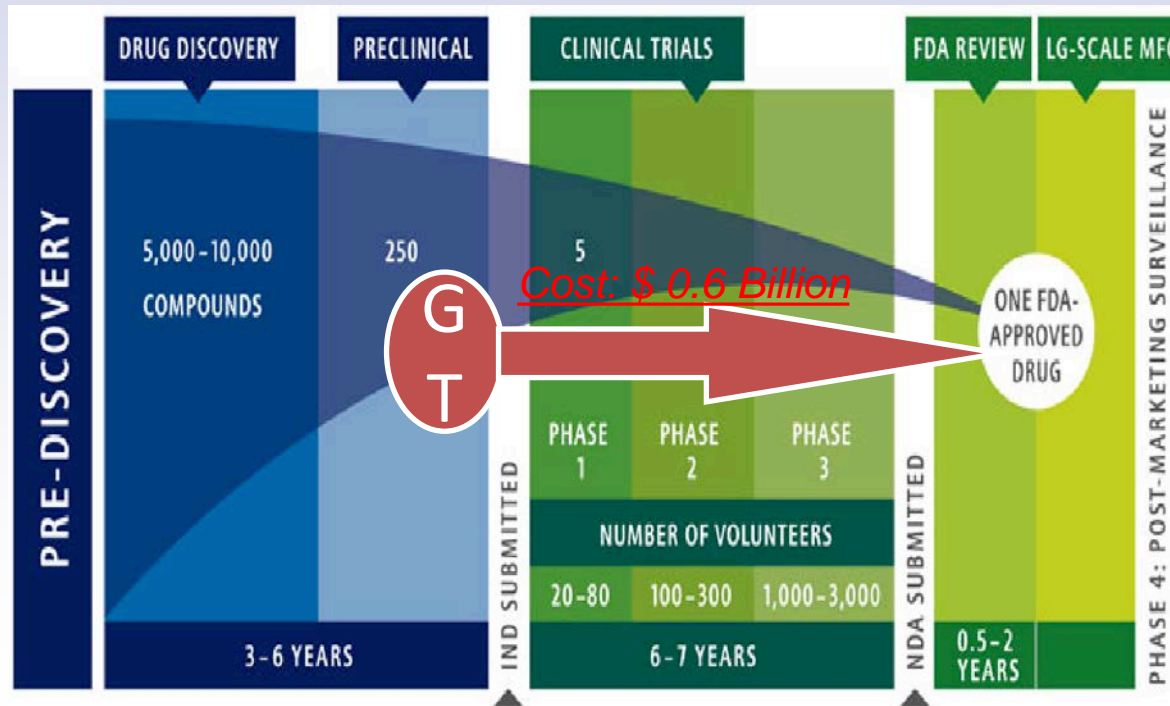 DRUG DISCOVERY
PRECLINICAL
CLINICAL TRIALS
FDA REVIEW
LG-SCALE MFG
PRE-DISCOVERY
5,000–10,000
COMPOUNDS
250
5
Cost: $ 0.6 Billion
G
T
ONE FDA-
APPROVED
DRUG
PHASE
1
PHASE
2
PHASE
3
NUMBER OF VOLUNTEERS
20–80
100–300
1,000–3,000
3–6 YEARS
IND SUBMITTED
6–7 YEARS
NDA SUBMITTED
0.5–2
YEARS
PHASE 4: POST-MARKETING SURVEILLANCE